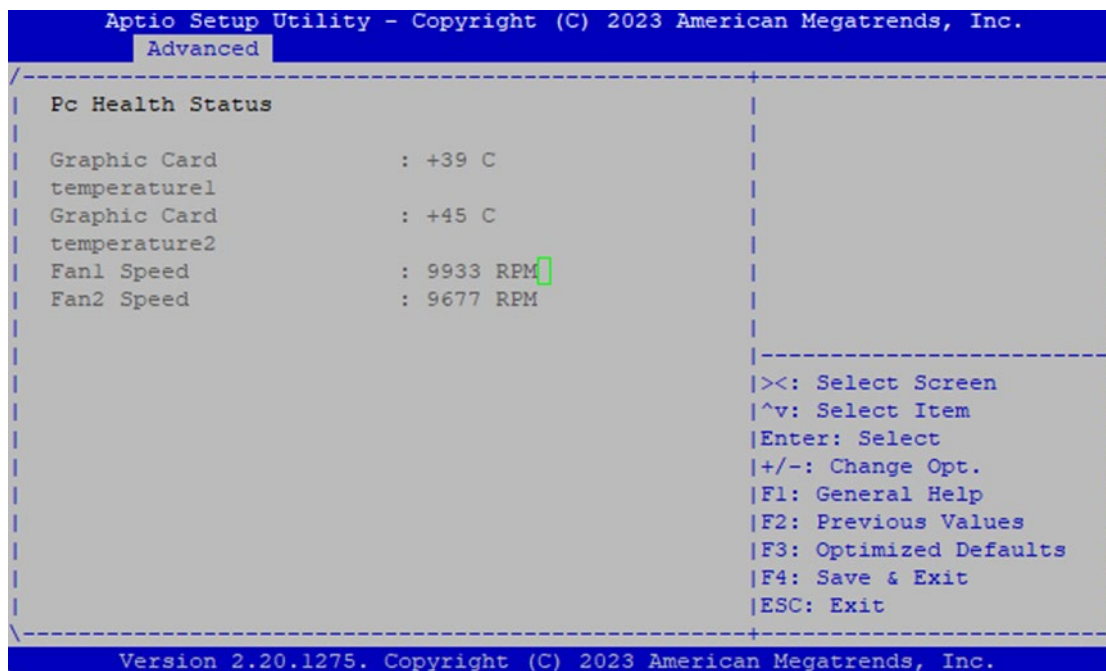 Aptio Setup Utility - Copyright (C) 2023 American Megatrends, Inc.
Advanced
Pc Health Status
Graphic Card : +39 C
temperature1
Graphic Card : +45 C
temperature2
Fan1 Speed : 9933 RPM
Fan2 Speed : 9677 RPM
><: Select Screen
^v: Select Item
Enter: Select
+/-: Change Opt.
F1: General Help
F2: Previous Values
F3: Optimized Defaults
F4: Save & Exit
ESC: Exit
Version 2.20.1275. Copyright (C) 2023 American Megatrends, Inc.